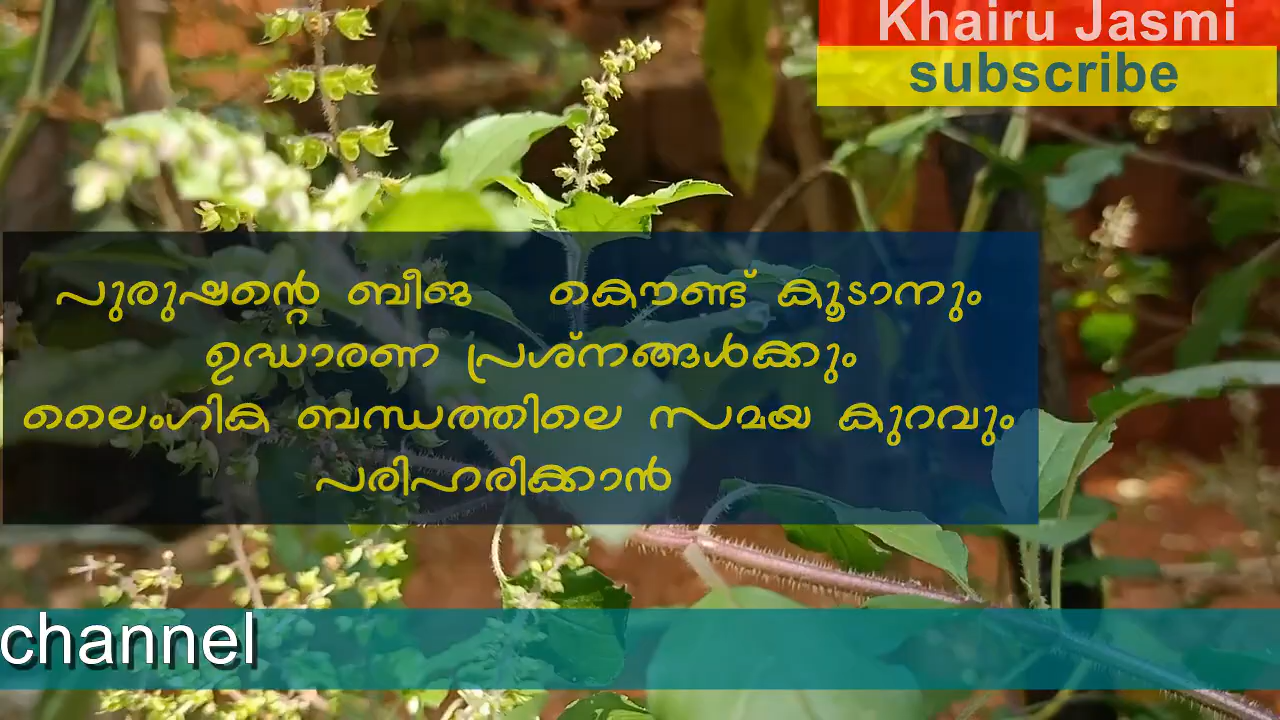 Khairu Jasmi
subscribe
പുരുഷന്റെ ബീജ കൌണ്ട് കൂടാനും
ഉദ്ധാരണ പ്രശ്നങ്ങൾക്കും
ലൈംഗിക ബന്ധത്തിലെ സമയ കുറവും
പരിഹരിക്കാൻ
channel